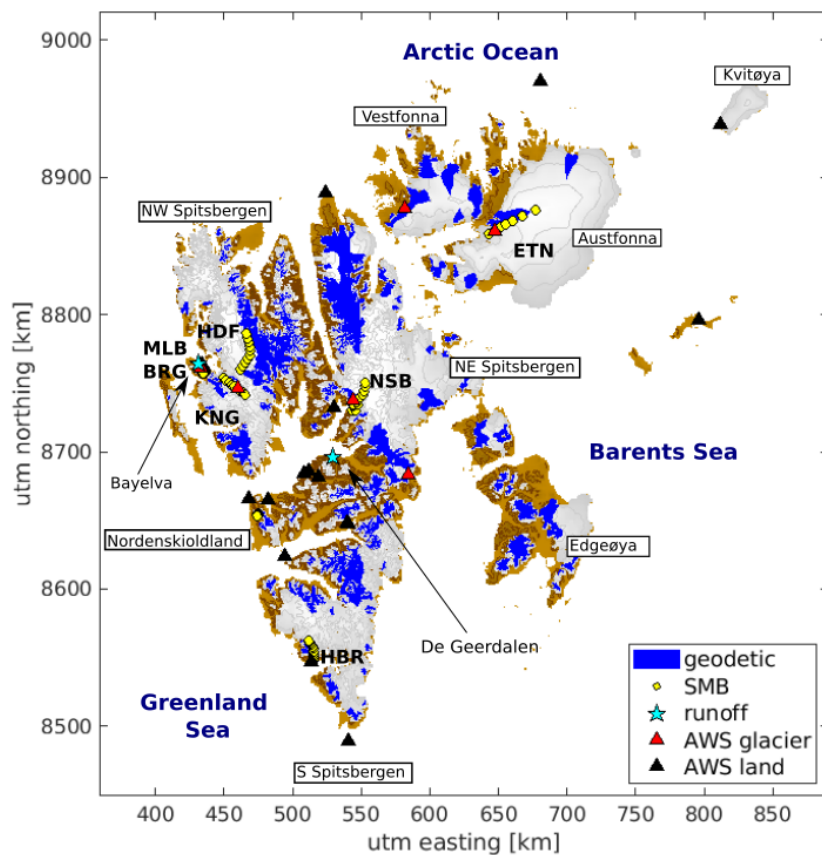 9000
8900
8800
8700
8600
8500
utm northing [km]
Arctic Ocean
Kvitøya
Vestfonna
NW Spitsbergen
Austfonna
ETN
HDF
MLB
BRG
NSB
NE Spitsbergen
KNG
Barents Sea
Bayelva
Nordenskioldland
Edgeøya
De Geerdalen
HBR
Greenland
Sea
S Spitsbergen
geodetic
SMB
runoff
AWS glacier
AWS land
400 450 500 550 600 650 700 750 800 850
utm easting [km]